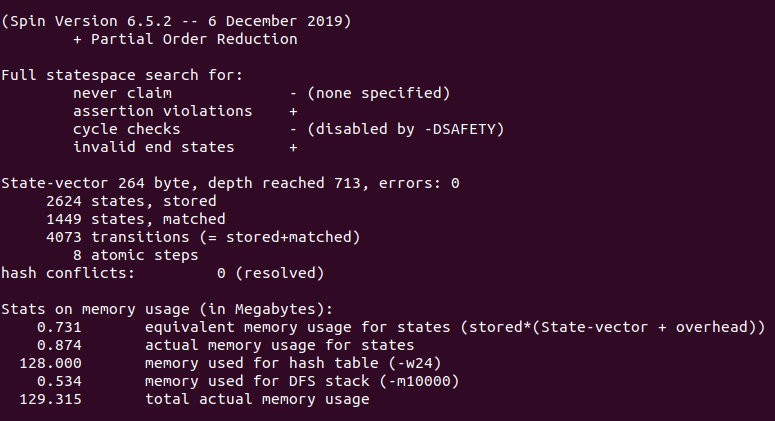 (Spin Version 6.5.2 -- 6 December 2019)
        + Partial Order Reduction

Full statespace search for:
        never claim             - (none specified)
        assertion violations    +
        cycle checks            - (disabled by -DSAFETY)
        invalid end states      +

State-vector 264 byte, depth reached 713, errors: 0
     2624 states, stored
     1449 states, matched
     4073 transitions (= stored+matched)
        8 atomic steps
hash conflicts:         0 (resolved)

Stats on memory usage (in Megabytes):
    0.731       equivalent memory usage for states (stored*(State-vector + overhead))
    0.874       actual memory usage for states
  128.000       memory used for hash table (-w24)
    0.534       memory used for DFS stack (-m10000)
  129.315       total actual memory usage